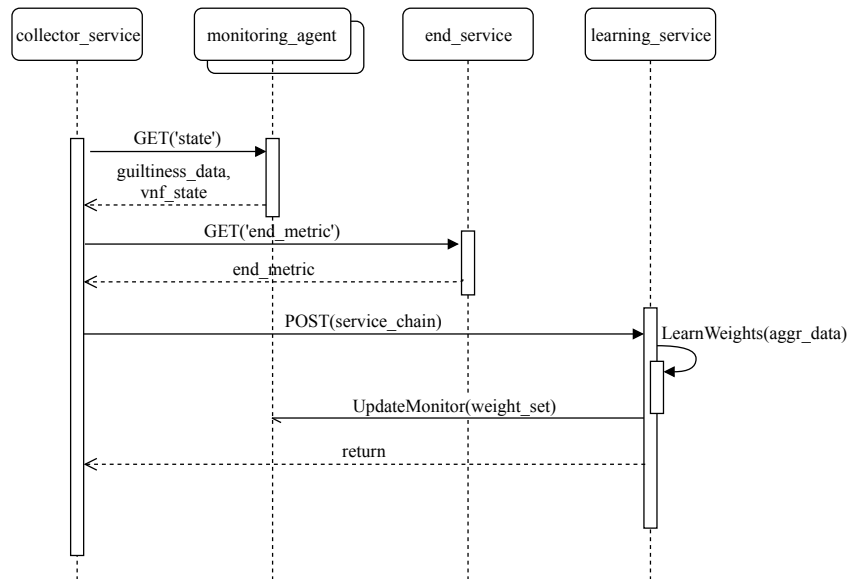 collector_service
monitoring_agent
end_service
learning_service
GET('state')
guiltiness_data,
vnf_state
GET('end_metric')
end_metric
POST(service_chain)
LearnWeights(aggr_data)
UpdateMonitor(weight_set)
return